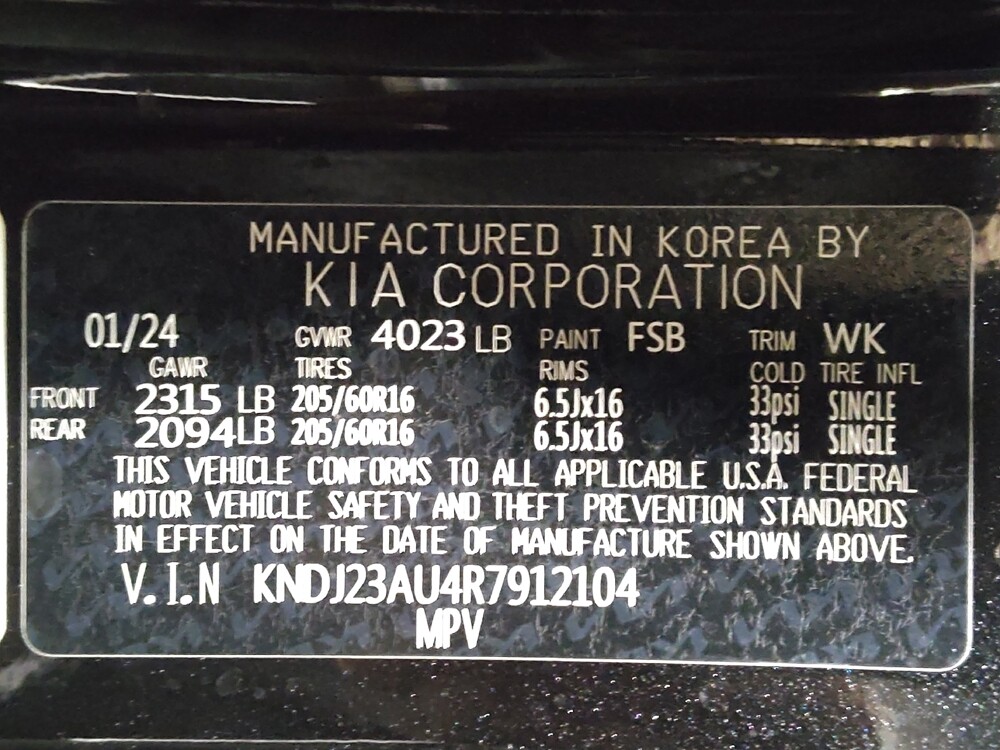 MANUFACTURED IN KOREA BY
KIA CORPORATION
01/24 GVWR 4023 LB PAINT FSB TRIM WK
GAWR TIRES RIMS COLD TIRE INFL
FRONT 2315 LB 205/60R16 6.5Jx16 33psi SINGLE
REAR 2094LB 205/60R16 6.5Jx16 33psi SINGLE
THIS VEHICLE CONFORMS TO ALL APPLICABLE U.S.A. FEDERAL
MOTOR VEHICLE SAFETY AND THEFT PREVENTION STANDARDS
IN EFFECT ON THE DATE OF MANUFACTURE SHOWN ABOVE.
V.I.N KNDJ23AU4R7912104
MPV